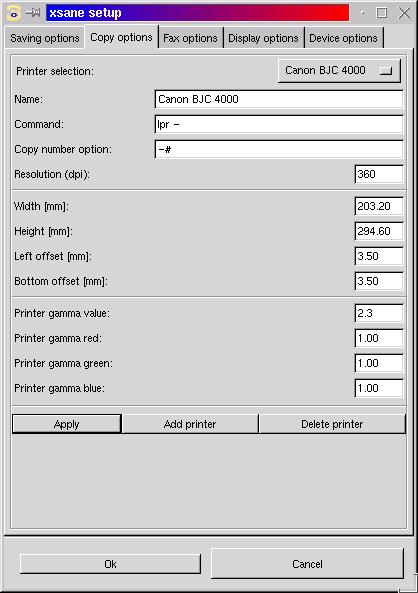 xsane setup
Saving options Copy options Fax options Display options Device options
Printer selection: Canon BJC 4000
Name: Canon BJC 4000
Command: lpr -
Copy number option: -#
Resolution (dpi): 360
Width [mm]: 203.20
Height [mm]: 294.60
Left offset [mm]: 3.50
Bottom offset [mm]: 3.50
Printer gamma value: 2.3
Printer gamma red: 1.00
Printer gamma green: 1.00
Printer gamma blue: 1.00
Apply Add printer Delete printer
Ok Cancel